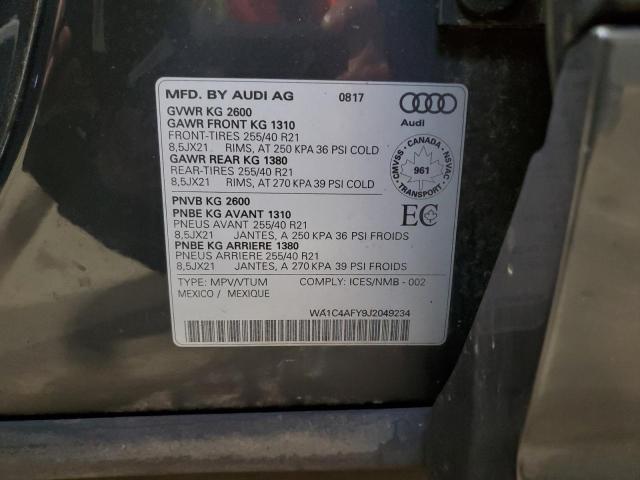 MFD. BY AUDI AG 0817
Audi
GVWR KG 2600
GAWR FRONT KG 1310
FRONT-TIRES 255/40 R21
8,5JX21 RIMS, AT 250 KPA 36 PSI COLD
GAWR REAR KG 1380
REAR-TIRES 255/40 R21
8,5JX21 RIMS, AT 270 KPA 39 PSI COLD
CANADA
CMVSS 961 NSVAC
TRANSPORT
PNVB KG 2600
PNBE KG AVANT 1310
PNEUS AVANT 255/40 R21
8,5JX21 JANTES, A 250 KPA 36 PSI FROIDS
PNBE KG ARRIERE 1380
PNEUS ARRIERE 255/40 R21
8,5JX21 JANTES, A 270 KPA 39 PSI FROIDS
EC
TYPE: MPV/VTUM COMPLY: ICES/NMB - 002
MEXICO / MEXIQUE
WA1C4AFY9J2049234